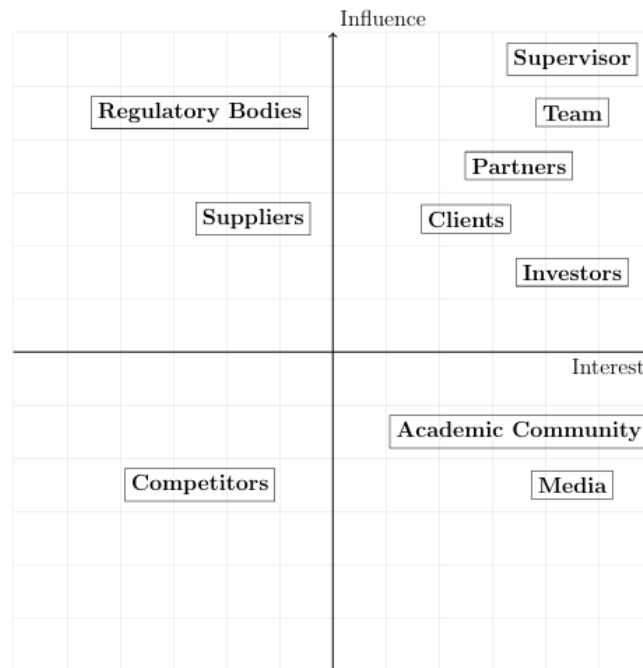 Influence
Supervisor
Regulatory Bodies
Team
Partners
Suppliers
Clients
Investors
Interest
Academic Community
Competitors
Media